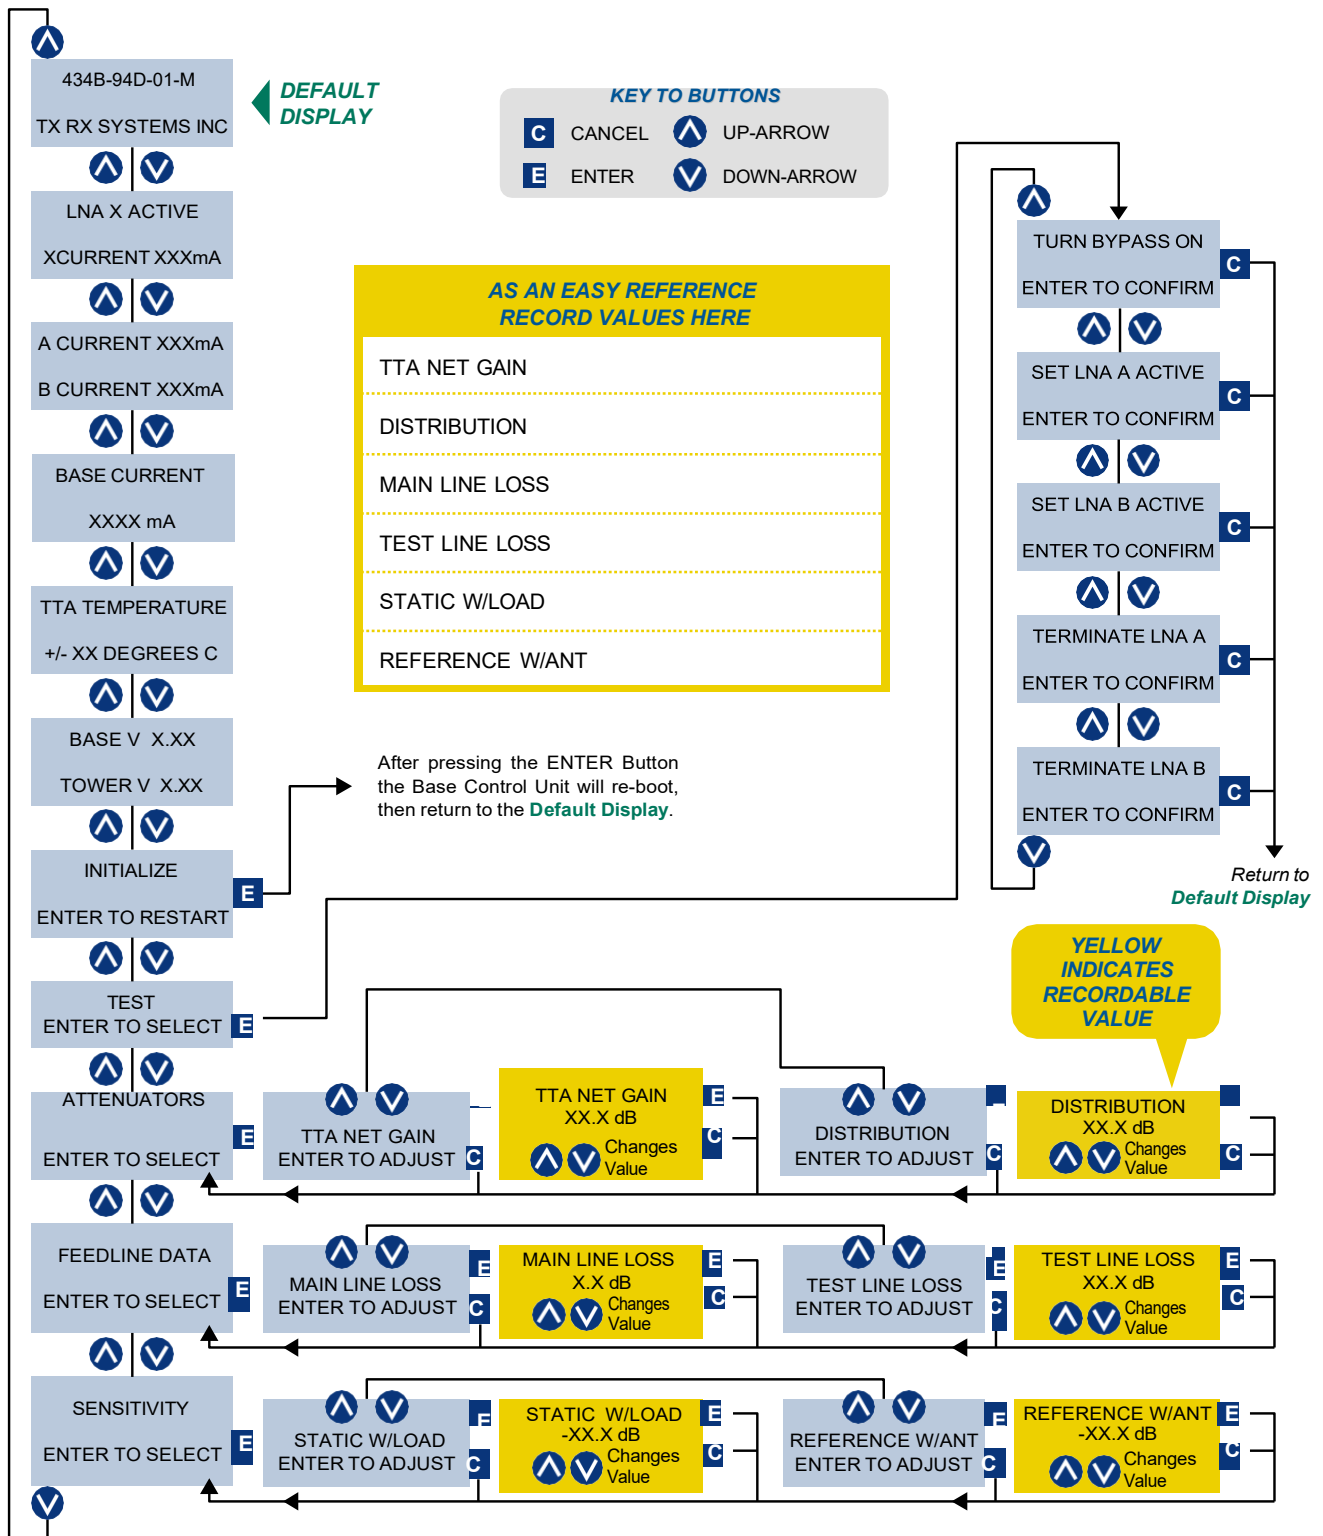 434B-94D-01-M
TX RX SYSTEMS INC
DEFAULT
DISPLAY
KEY TO BUTTONS
C CANCEL UP-ARROW
E ENTER DOWN-ARROW
LNA X ACTIVE
XCURRENT XXXmA
A CURRENT XXXmA
B CURRENT XXXmA
BASE CURRENT
XXXX mA
TTA TEMPERATURE
+/- XX DEGREES C
BASE V X.XX
TOWER V X.XX
INITIALIZE
ENTER TO RESTART
E
TEST
ENTER TO SELECT
E
ATTENUATORS
ENTER TO SELECT
E
FEEDLINE DATA
ENTER TO SELECT
E
SENSITIVITY
ENTER TO SELECT
E
AS AN EASY REFERENCE
RECORD VALUES HERE
TTA NET GAIN
DISTRIBUTION
MAIN LINE LOSS
TEST LINE LOSS
STATIC W/LOAD
REFERENCE W/ANT
After pressing the ENTER Button
the Base Control Unit will re-boot,
then return to the Default Display.
TURN BYPASS ON
ENTER TO CONFIRM
C
SET LNA A ACTIVE
ENTER TO CONFIRM
C
SET LNA B ACTIVE
ENTER TO CONFIRM
C
TERMINATE LNA A
ENTER TO CONFIRM
C
TERMINATE LNA B
ENTER TO CONFIRM
C
Return to
Default Display
YELLOW
INDICATES
RECORDABLE
VALUE
TTA NET GAIN
ENTER TO ADJUST
C
TTA NET GAIN
XX.X dB
Changes
Value
E
C
DISTRIBUTION
ENTER TO ADJUST
E
C
DISTRIBUTION
XX.X dB
Changes
Value
C
MAIN LINE LOSS
ENTER TO ADJUST
E
C
MAIN LINE LOSS
X.X dB
Changes
Value
E
C
TEST LINE LOSS
ENTER TO ADJUST
E
C
TEST LINE LOSS
XX.X dB
Changes
Value
E
C
STATIC W/LOAD
ENTER TO ADJUST
E
C
STATIC W/LOAD
-XX.X dB
Changes
Value
E
C
REFERENCE W/ANT
ENTER TO ADJUST
E
C
REFERENCE W/ANT
-XX.X dB
Changes
Value
E
C